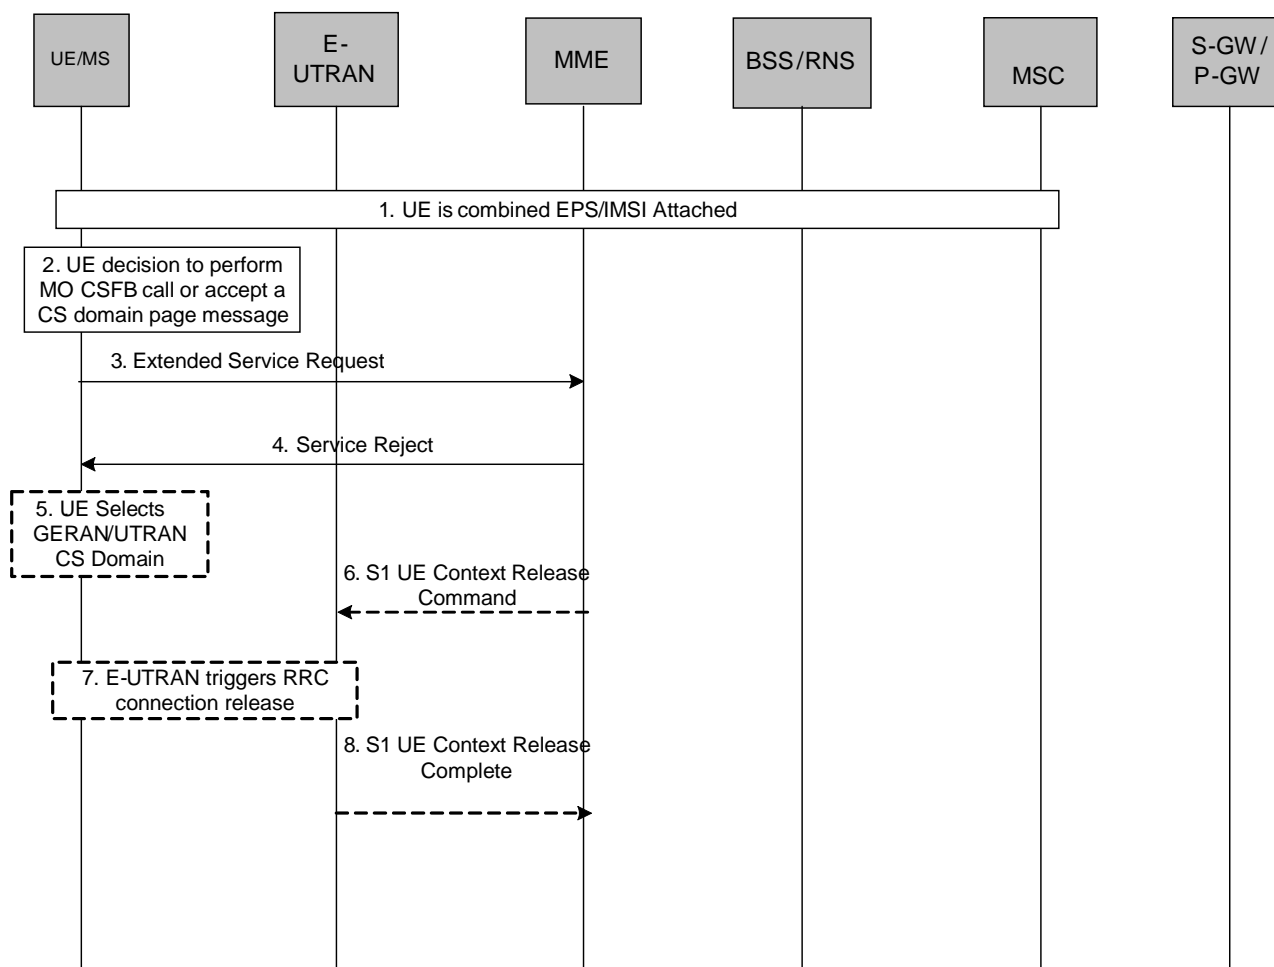 UE/MS
E-
UTRAN
MME
BSS/RNS
MSC
S-GW/
P-GW
1. UE is combined EPS/IMSI Attached
2. UE decision to perform
MO CSFB call or accept a
CS domain page message
3. Extended Service Request
4. Service Reject
5. UE Selects
GERAN/UTRAN
CS Domain
6. S1 UE Context Release
Command
7. E-UTRAN triggers RRC
connection release
8. S1 UE Context Release
Complete